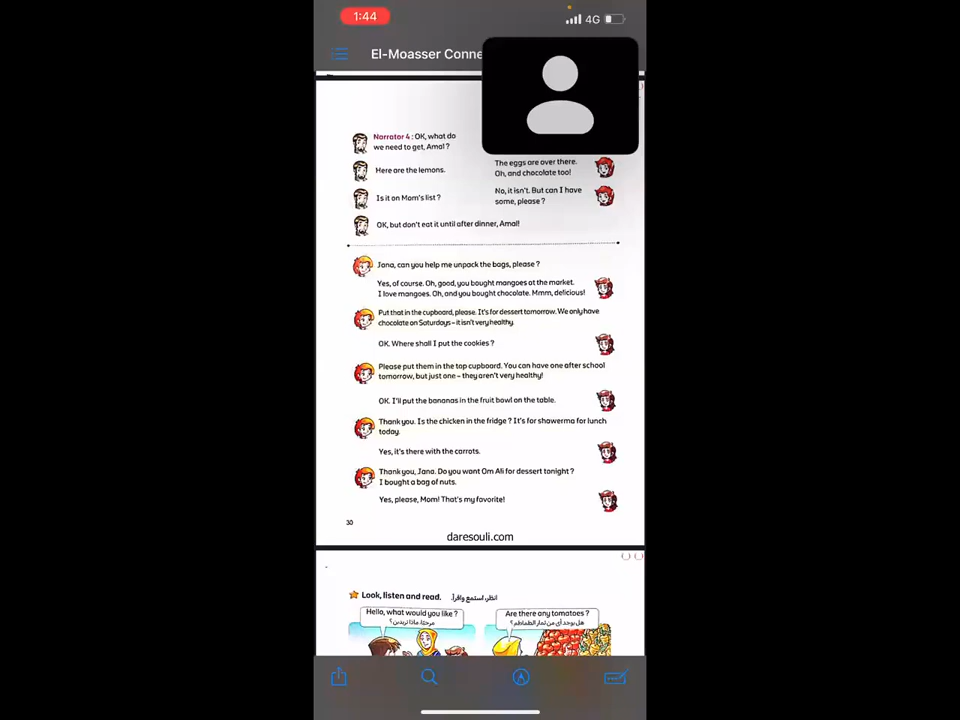 1:44
4G
El-Moasser Conne
Narrator 4 : OK, what do
we need to get, Amal ?
The eggs are over there.
Oh, and chocolate too!
Here are the lemons.
No, it isn't. But can I have
some, please ?
Is it on Mom's list ?
OK, but don't eat it until after dinner, Amal!
Jana, can you help me unpack the bags, please ?
Yes, of course. Oh, good, you bought mangoes at the market.
I love mangoes. Oh, and you bought chocolate. Mmm, delicious!
Put that in the cupboard, please. It's for dessert tomorrow. We only have
chocolate on Saturdays – it isn't very healthy.
OK. Where shall I put the cookies ?
Please put them in the top cupboard. You can have one after school
tomorrow, but just one – they aren't very healthy!
OK. I'll put the bananas in the fruit bowl on the table.
Thank you. Is the chicken in the fridge ? It's for shawerma for lunch
today.
Yes, it's there with the carrots.
Thank you, Jana. Do you want Om Ali for dessert tonight ?
I bought a bag of nuts.
Yes, please, Mom! That's my favorite!
30
daresouli.com
Look, listen and read. انظر، استمع واقرأ.
Hello, what would you like ?
مرحبًا، ماذا تريدين ؟
Are there any tomatoes ?
هل يوجد أي من ثمار الطماطم ؟